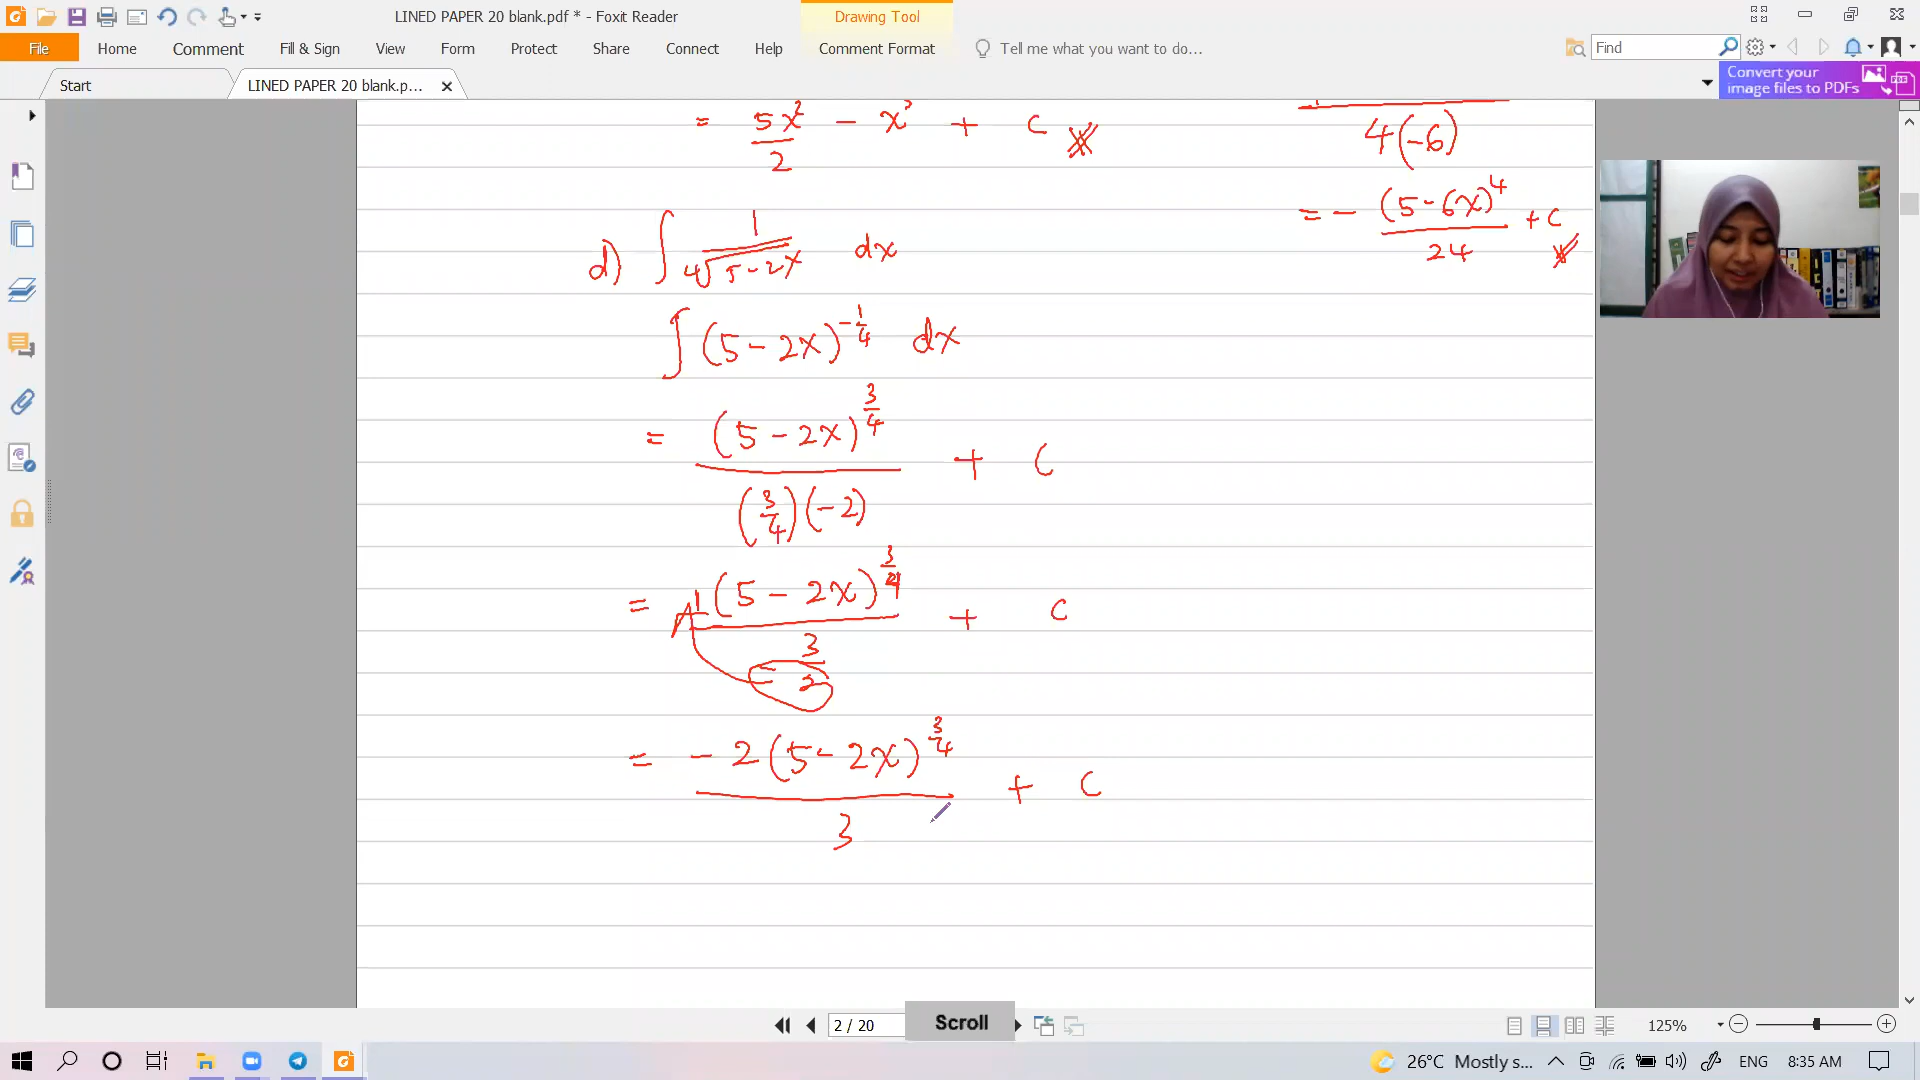 LINED PAPER 20 blank.pdf * - Foxit Reader
Drawing Tool
File Home Comment Fill & Sign View Form Protect Share Connect Help Comment Format Tell me what you want to do... Find
Start LINED PAPER 20 blank.p...
Convert your
image files to PDFs
= 5x²/2 - x³ + c
4(-6)
= - (5-6x)⁴/24 + c
d) ∫ 1/⁴√(5-2x) dx
∫ (5-2x)^(-1/4) dx
= (5-2x)^(3/4) / (3/4)(-2) + c
= 1(5-2x)^(3/4) / -3/2 + c
= -2(5-2x)^(3/4) / 3 + c
2 / 20 Scroll 125%
26°C Mostly s... ENG 8:35 AM